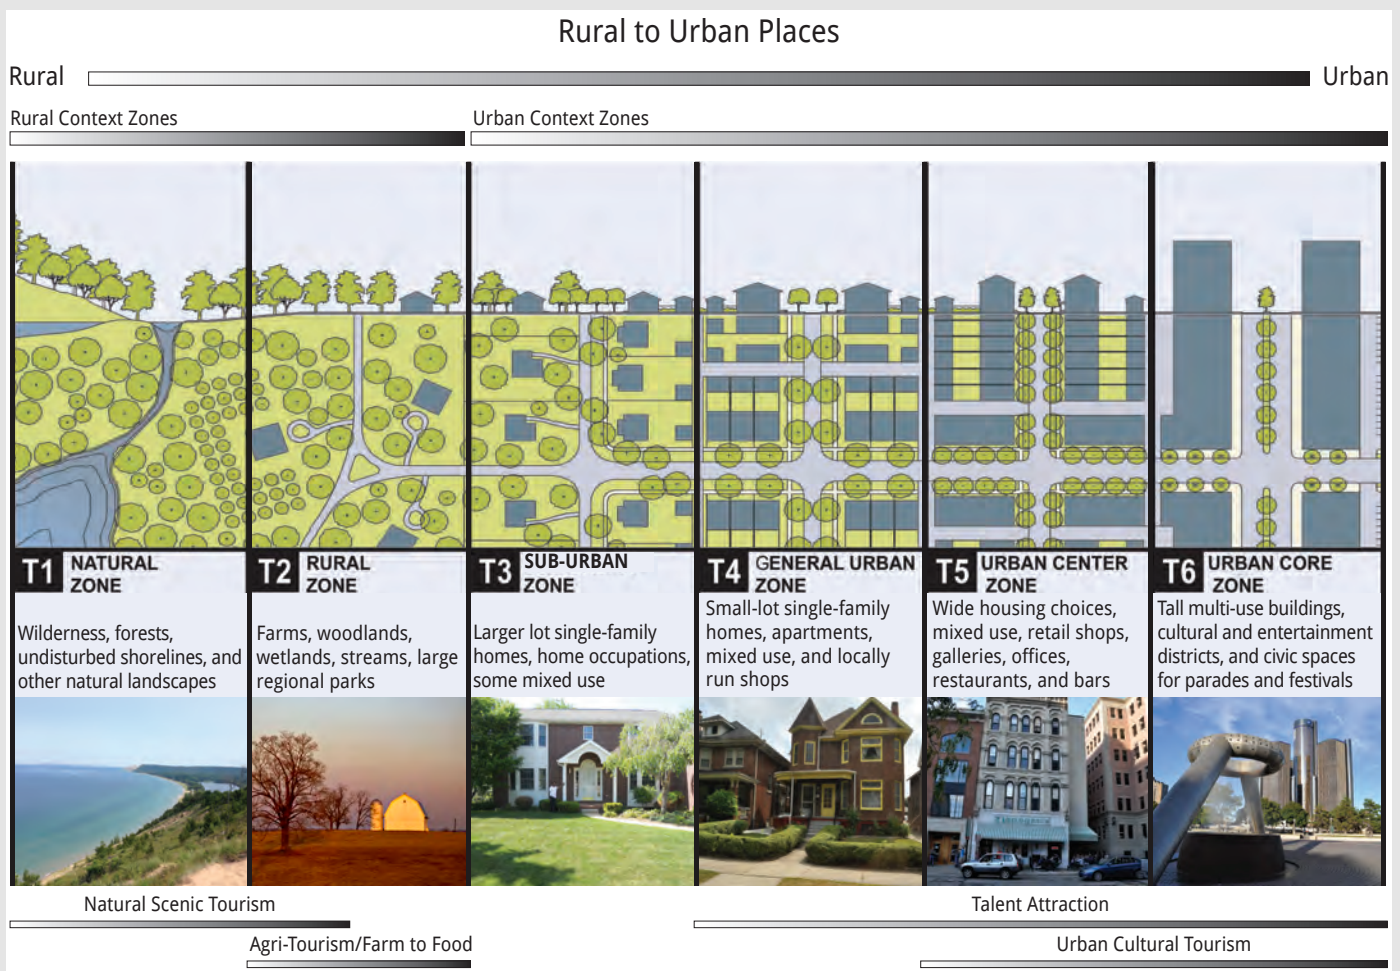 Rural to Urban Places
Rural
Urban
Rural Context Zones
Urban Context Zones
T1 NATURAL
ZONE
Wilderness, forests,
undisturbed shorelines, and
other natural landscapes
T2 RURAL
ZONE
Farms, woodlands,
wetlands, streams, large
regional parks
T3 SUB-URBAN
ZONE
Larger lot single-family
homes, home occupations,
some mixed use
T4 GENERAL URBAN
ZONE
Small-lot single-family
homes, apartments,
mixed use, and locally
run shops
T5 URBAN CENTER
ZONE
Wide housing choices,
mixed use, retail shops,
galleries, offices,
restaurants, and bars
T6 URBAN CORE
ZONE
Tall multi-use buildings,
cultural and entertainment
districts, and civic spaces
for parades and festivals
Natural Scenic Tourism
Talent Attraction
Agri-Tourism/Farm to Food
Urban Cultural Tourism